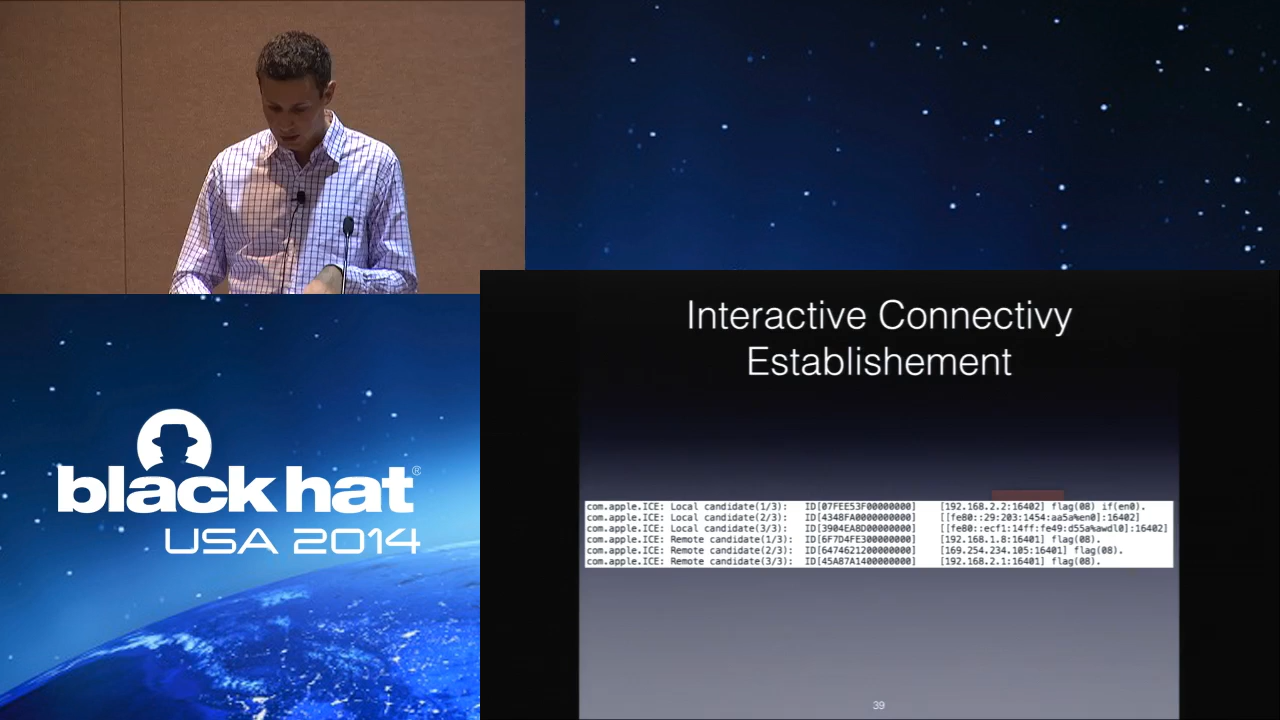 Interactive Connectivy
Establishement
com.apple.ICE: Local candidate(1/3): ID[07FEE53F00000000] [192.168.2.2:16402] flag(08) if(en0).
com.apple.ICE: Local candidate(2/3): ID[4348FA0000000000] [[fe80::29:203:1454:aa5a%en0]:16402]
com.apple.ICE: Local candidate(3/3): ID[3904EA8D00000000] [[fe80::ecf1:14ff:fe49:d55a%awdl0]:16402]
com.apple.ICE: Remote candidate(1/3): ID[6F7D4FE300000000] [192.168.1.8:16401] flag(08).
com.apple.ICE: Remote candidate(2/3): ID[6474621200000000] [169.254.234.105:16401] flag(08).
com.apple.ICE: Remote candidate(3/3): ID[45A87A1400000000] [192.168.2.1:16401] flag(08).
39
black hat®
USA 2014